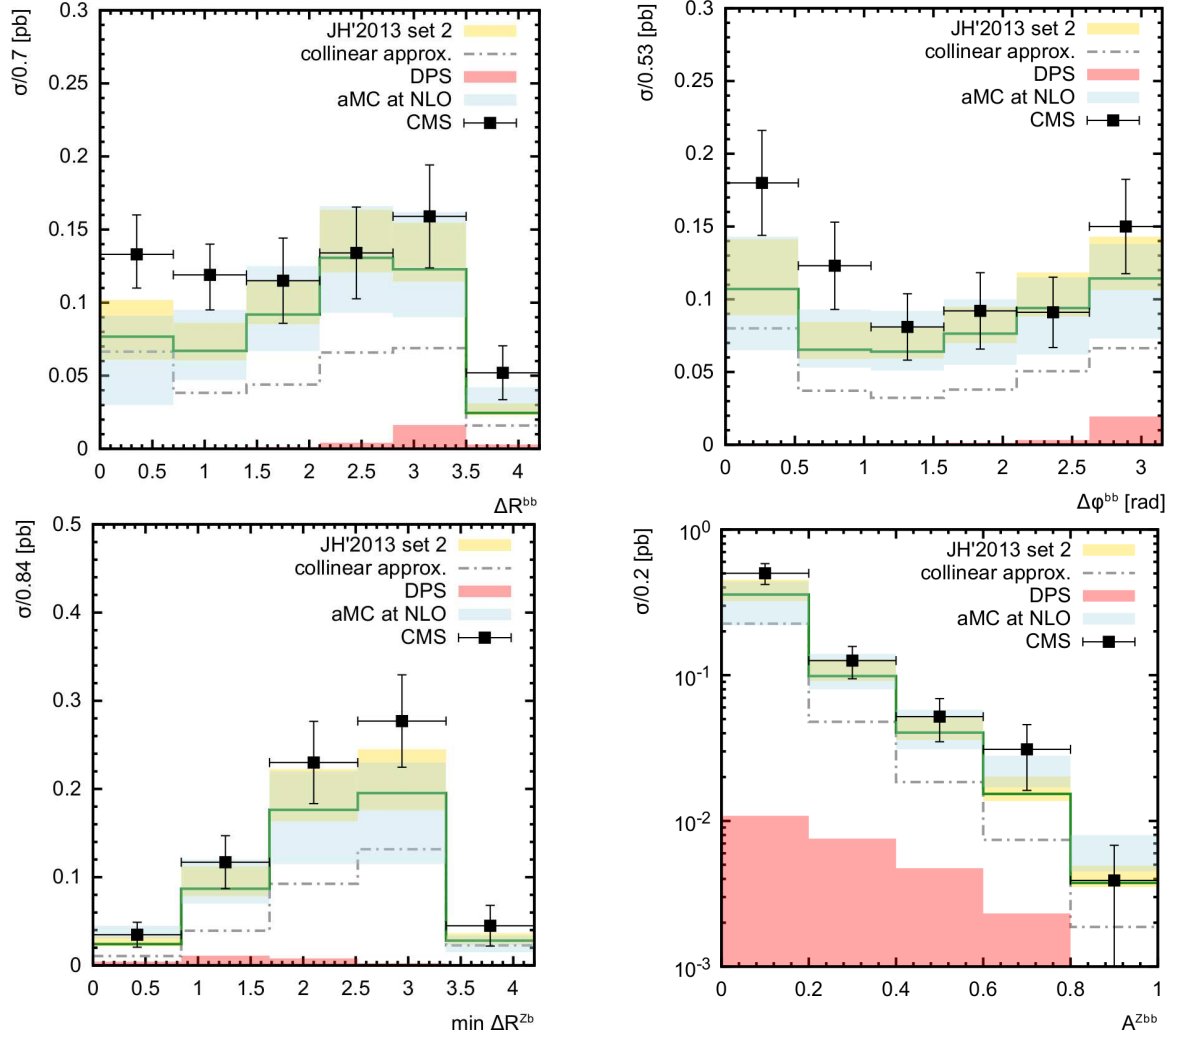 σ/0.7 [pb]
0.3
0.25
0.2
0.15
0.1
0.05
0
JH'2013 set 2
collinear approx.
DPS
aMC at NLO
CMS
0 0.5 1 1.5 2 2.5 3 3.5 4
ΔR^bb
σ/0.53 [pb]
0.3
0.25
0.2
0.15
0.1
0.05
0
JH'2013 set 2
collinear approx.
DPS
aMC at NLO
CMS
0 0.5 1 1.5 2 2.5 3
Δφ^bb [rad]
σ/0.84 [pb]
0.5
0.4
0.3
0.2
0.1
0
JH'2013 set 2
collinear approx.
DPS
aMC at NLO
CMS
0 0.5 1 1.5 2 2.5 3 3.5 4
min ΔR^Zb
σ/0.2 [pb]
10^0
10^-1
10^-2
10^-3
JH'2013 set 2
collinear approx.
DPS
aMC at NLO
CMS
0 0.2 0.4 0.6 0.8 1
A^Zbb